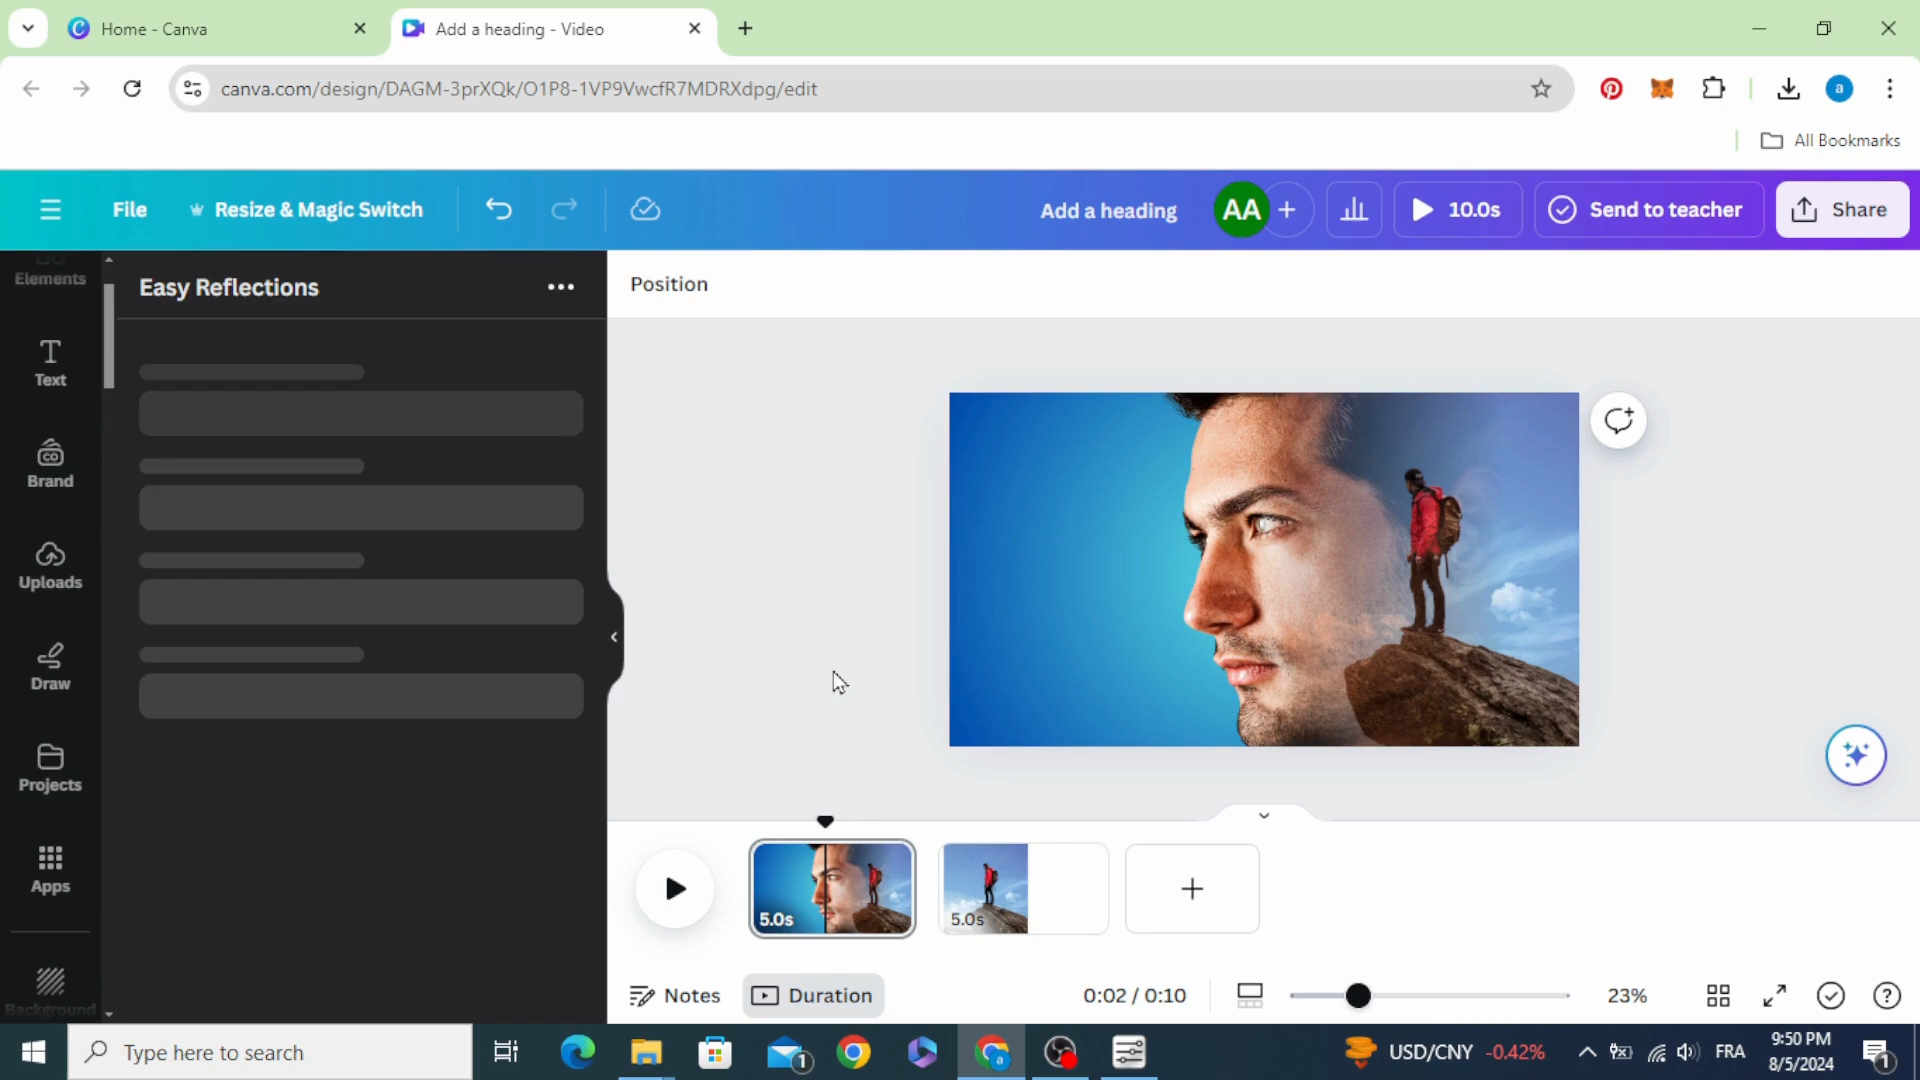 Home - Canva
Add a heading - Video
canva.com/design/DAGM-3prXQk/O1P8-1VP9VwcfR7MDRXdpg/edit
a
All Bookmarks
File
Resize & Magic Switch
Add a heading
AA
10.0s
Send to teacher
Share
Elements
Text
Brand
Uploads
Draw
Projects
Apps
Background
Easy Reflections
Position
5.0s
5.0s
Notes
Duration
0:02 / 0:10
23%
Type here to search
1
a
USD/CNY -0.42%
FRA
9:50 PM
8/5/2024
1